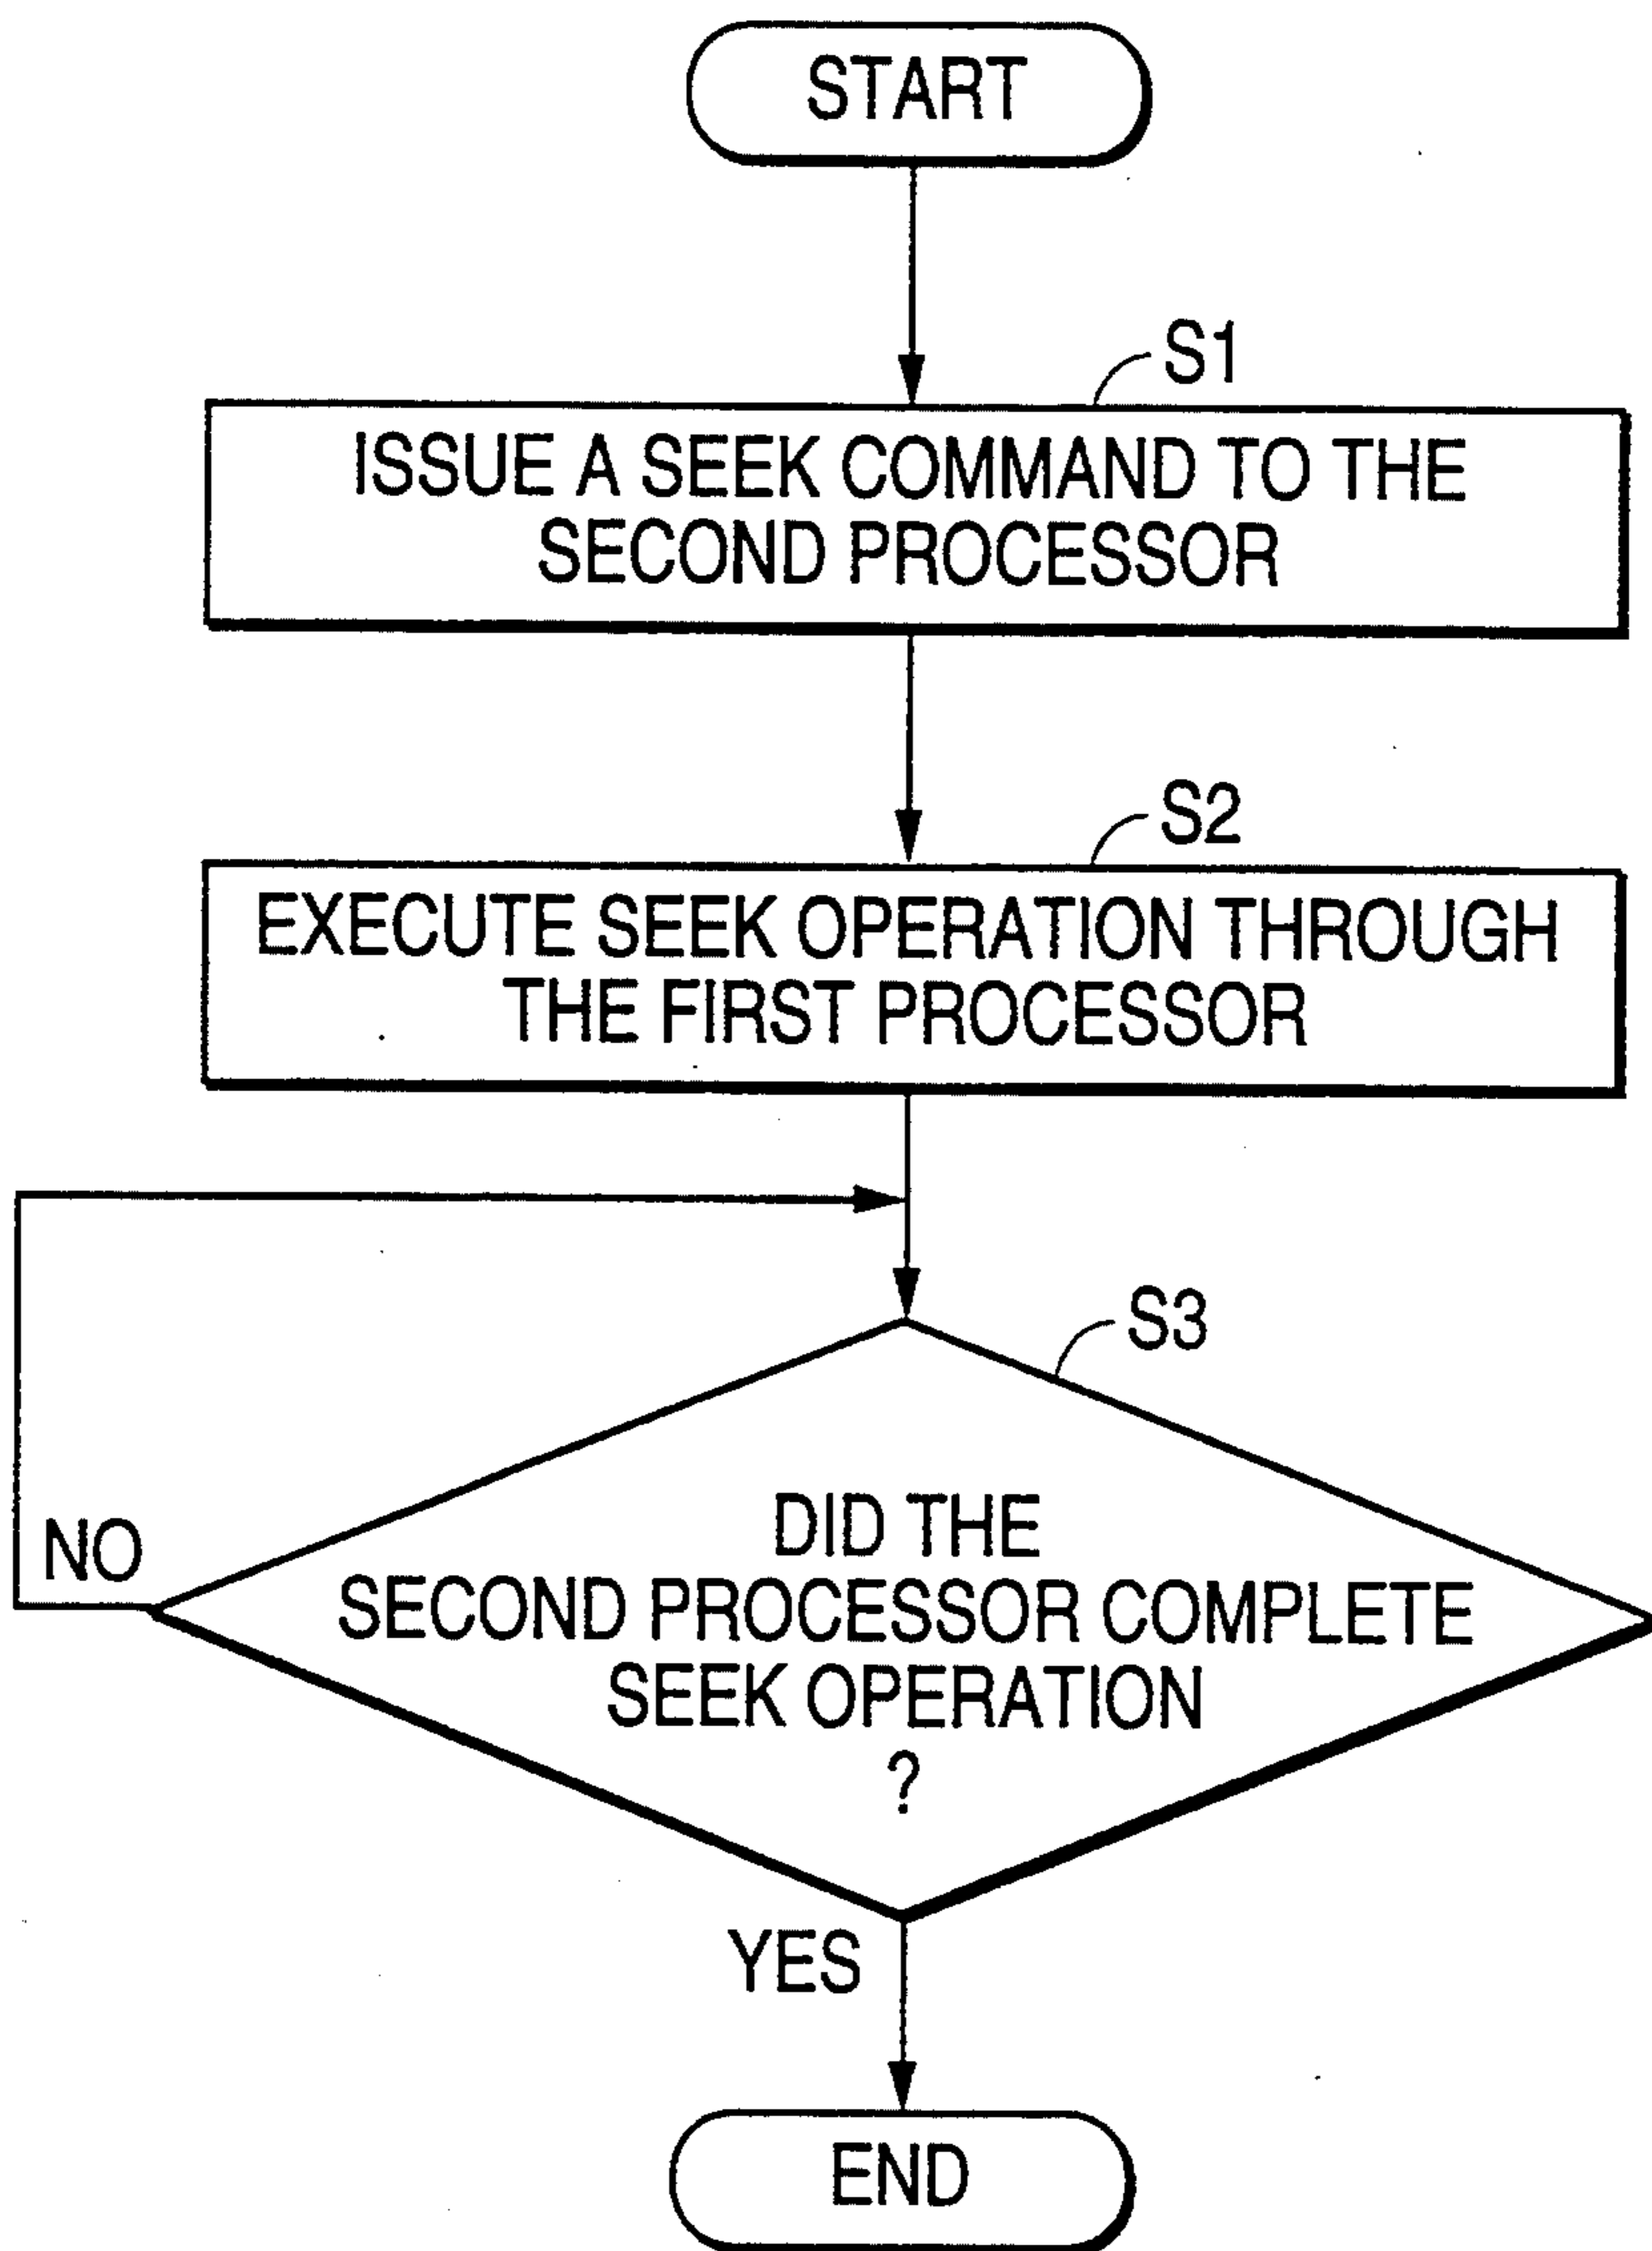 START
S1
ISSUE A SEEK COMMAND TO THE
SECOND PROCESSOR
S2
EXECUTE SEEK OPERATION THROUGH
THE FIRST PROCESSOR
S3
DID THE
SECOND PROCESSOR COMPLETE
SEEK OPERATION
?
NO
YES
END